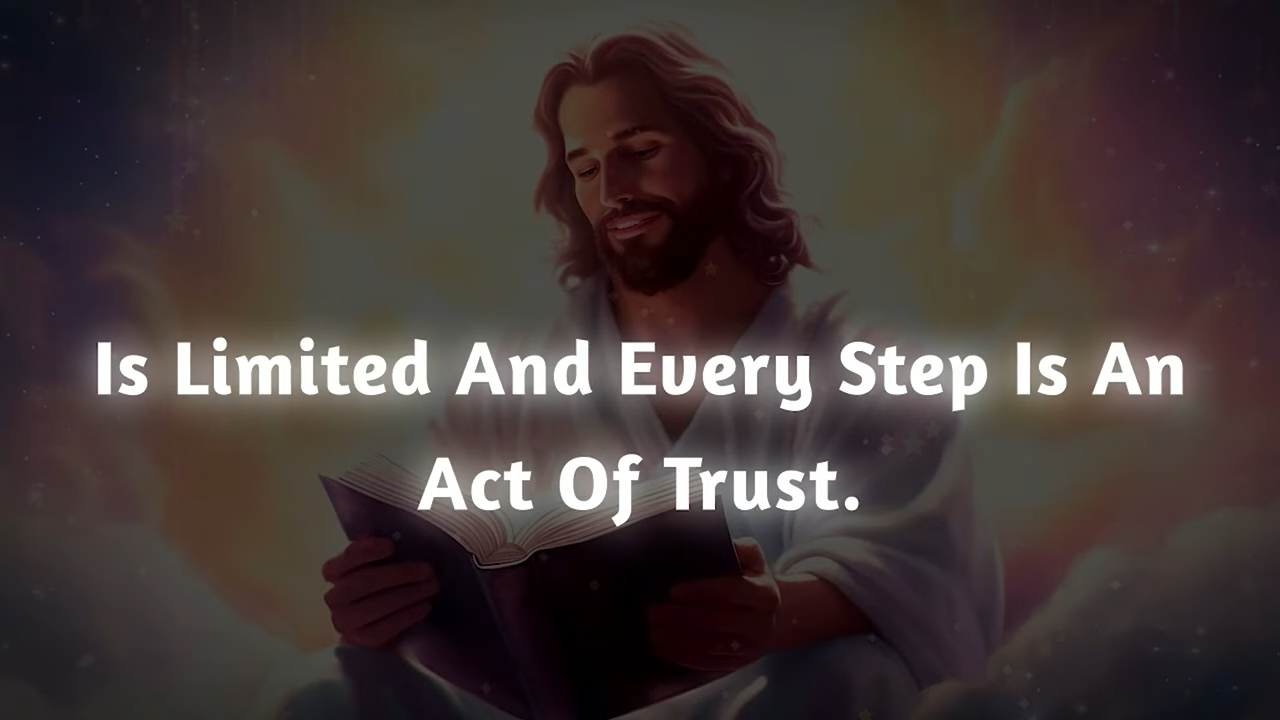 Is Limited And Every Step Is An
Act Of Trust.